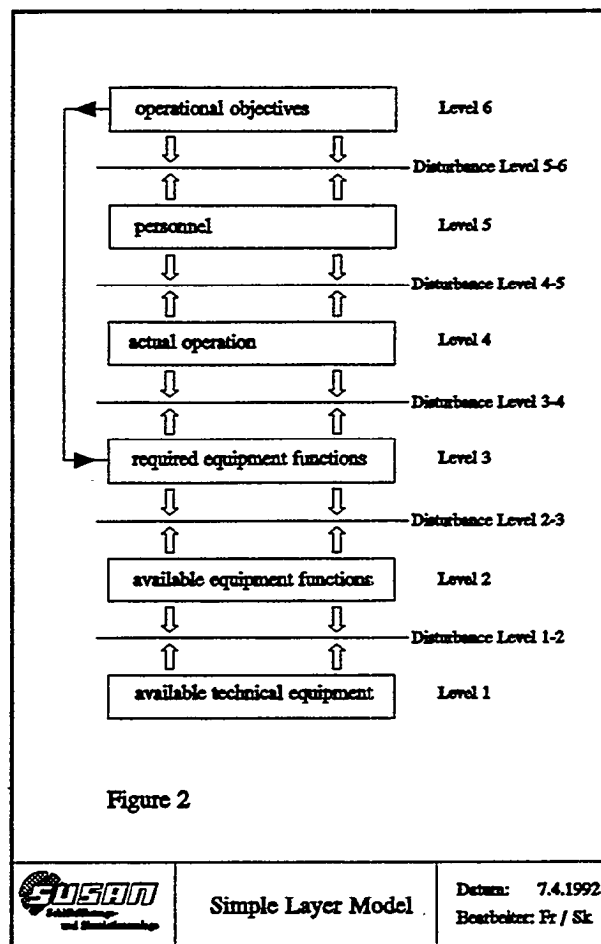 operational objectives Level 6
Disturbance Level 5-6
personnel Level 5
Disturbance Level 4-5
actual operation Level 4
Disturbance Level 3-4
required equipment functions Level 3
Disturbance Level 2-3
available equipment functions Level 2
Disturbance Level 1-2
available technical equipment Level 1
Figure 2
SUSAN
Schiffsführungs-
und Simulationsanlage
Simple Layer Model
Datum: 7.4.1992
Bearbeiter: Fr / Sk